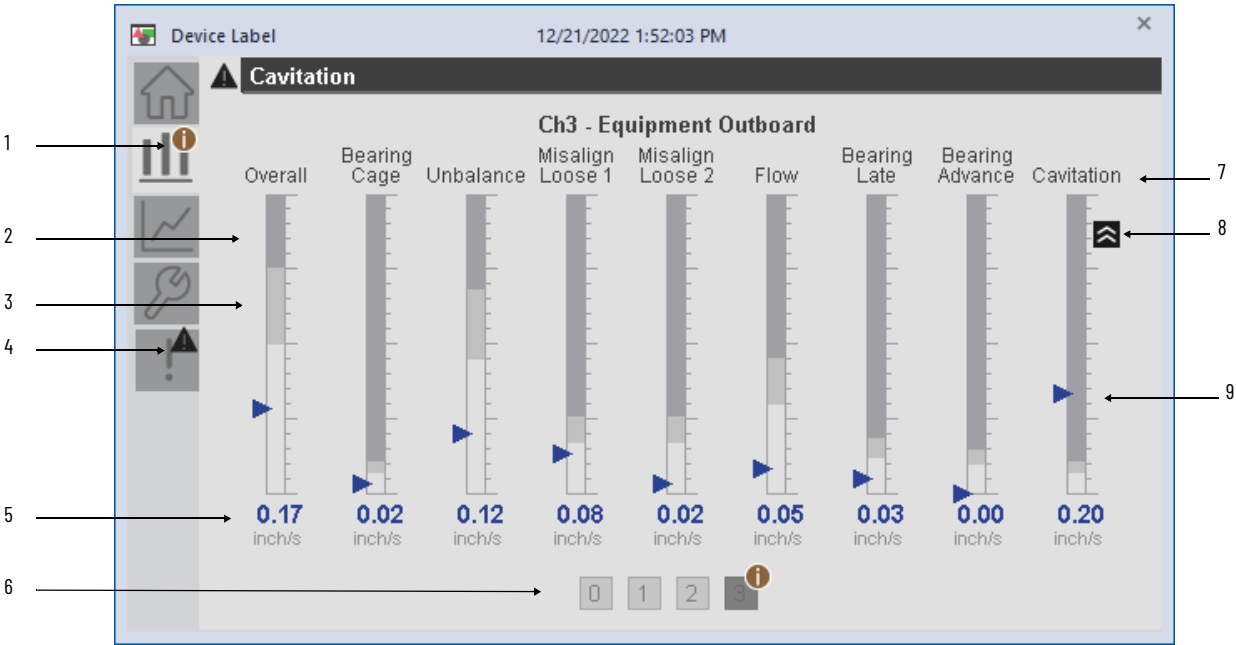 Device Label
12/21/2022 1:52:03 PM
Cavitation
Ch3 - Equipment Outboard
Overall
Bearing
Cage
Unbalance
Misalign
Loose 1
Misalign
Loose 2
Flow
Bearing
Late
Bearing
Advance
Cavitation
0.17
0.02
0.12
0.08
0.02
0.05
0.03
0.00
0.20
inch/s
inch/s
inch/s
inch/s
inch/s
inch/s
inch/s
inch/s
inch/s
0
1
2
3
i
i
1
2
3
4
5
6
7
8
9